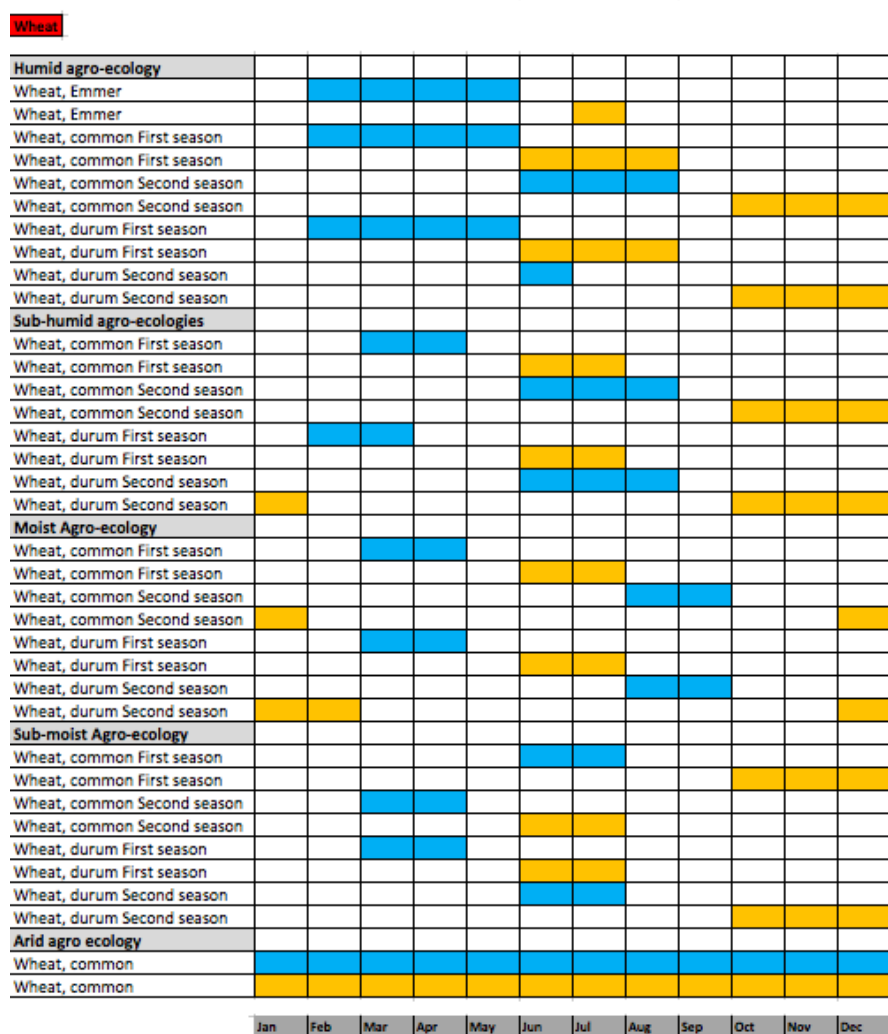 Wheat
Humid agro-ecology
Wheat, Emmer
Wheat, Emmer
Wheat, common First season
Wheat, common First season
Wheat, common Second season
Wheat, common Second season
Wheat, durum First season
Wheat, durum First season
Wheat, durum Second season
Wheat, durum Second season
Sub-humid agro-ecologies
Wheat, common First season
Wheat, common First season
Wheat, common Second season
Wheat, common Second season
Wheat, durum First season
Wheat, durum First season
Wheat, durum Second season
Wheat, durum Second season
Moist Agro-ecology
Wheat, common First season
Wheat, common First season
Wheat, common Second season
Wheat, common Second season
Wheat, durum First season
Wheat, durum First season
Wheat, durum Second season
Wheat, durum Second season
Sub-moist Agro-ecology
Wheat, common First season
Wheat, common First season
Wheat, common Second season
Wheat, common Second season
Wheat, durum First season
Wheat, durum First season
Wheat, durum Second season
Wheat, durum Second season
Arid agro ecology
Wheat, common
Wheat, common
Jan Feb Mar Apr May Jun Jul Aug Sep Oct Nov Dec